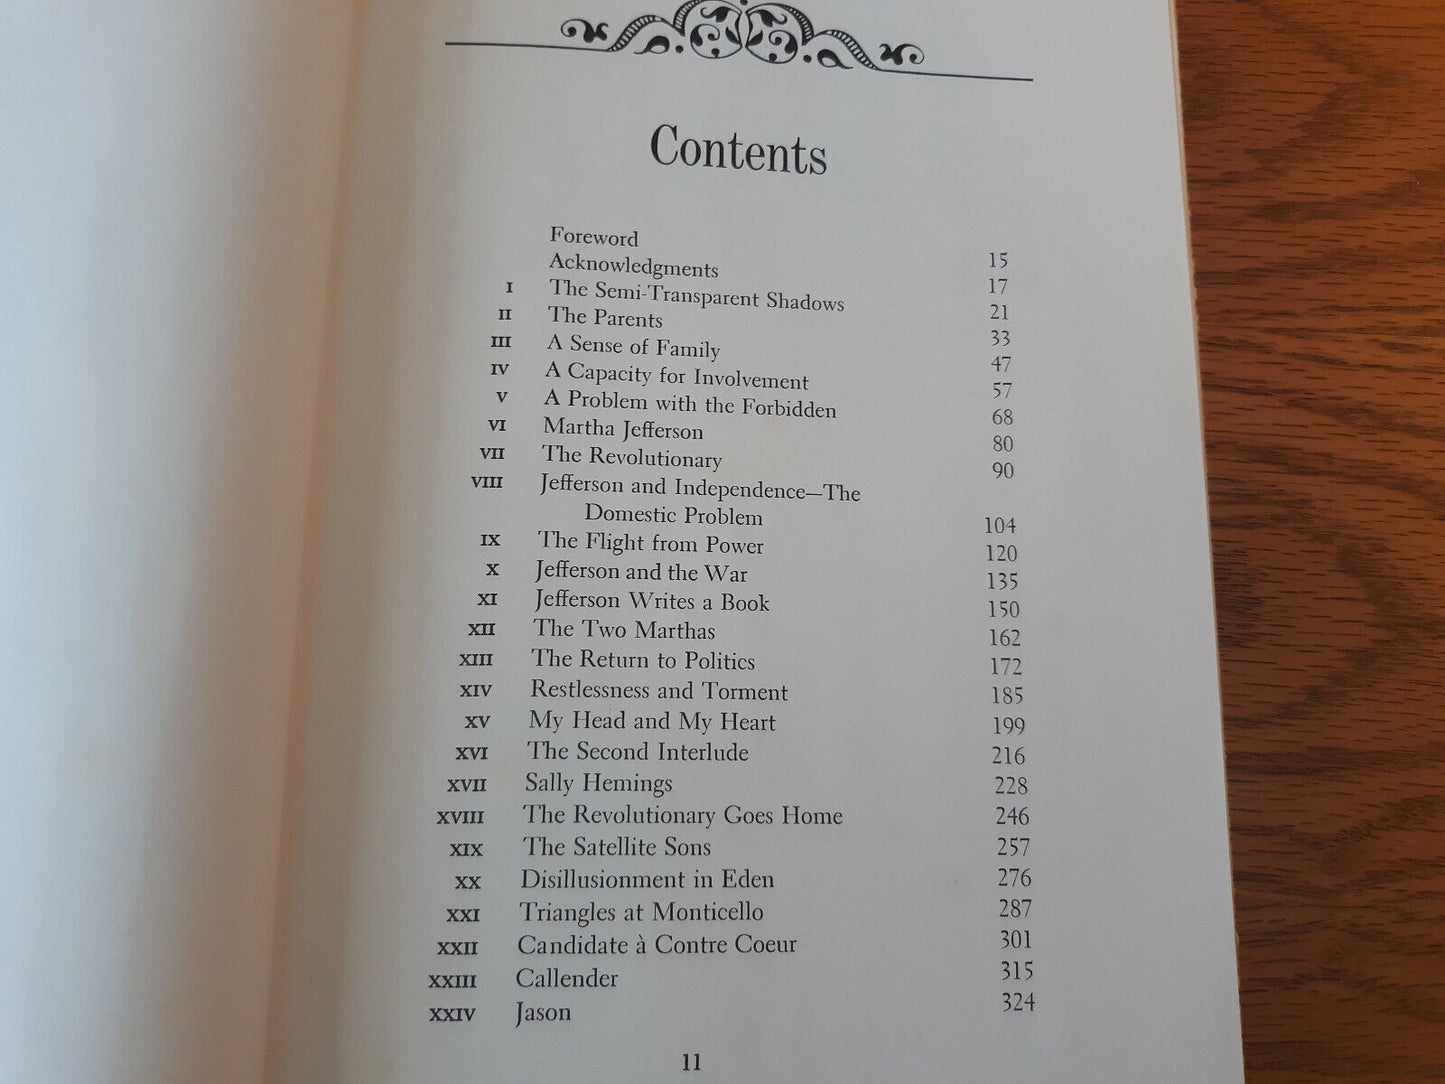 Contents
Foreword 15
Acknowledgments 17
I The Semi-Transparent Shadows 21
II The Parents 33
III A Sense of Family 47
IV A Capacity for Involvement 57
V A Problem with the Forbidden 68
VI Martha Jefferson 80
VII The Revolutionary 90
VIII Jefferson and Independence—The
Domestic Problem 104
IX The Flight from Power 120
X Jefferson and the War 135
XI Jefferson Writes a Book 150
XII The Two Marthas 162
XIII The Return to Politics 172
XIV Restlessness and Torment 185
XV My Head and My Heart 199
XVI The Second Interlude 216
XVII Sally Hemings 228
XVIII The Revolutionary Goes Home 246
XIX The Satellite Sons 257
XX Disillusionment in Eden 276
XXI Triangles at Monticello 287
XXII Candidate à Contre Coeur 301
XXIII Callender 315
XXIV Jason 324
11